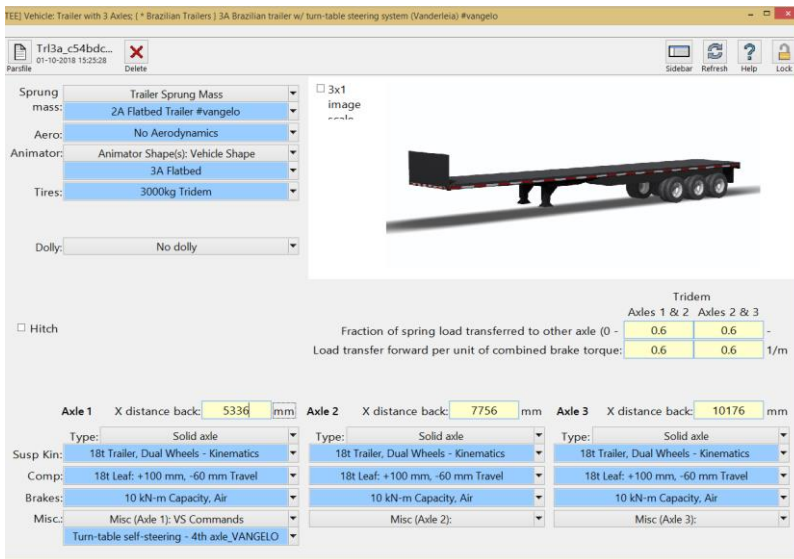 TEE] Vehicle: Trailer with 3 Axles; { * Brazilian Trailers } 3A Brazilian trailer w/ turn-table steering system (Vanderleia) #vangelo
Trl3a_c54bdc...
01-10-2018 15:25:28
Parsfile
Delete
Sidebar Refresh Help Lock
Sprung mass: Trailer Sprung Mass
2A Flatbed Trailer #vangelo
Aero: No Aerodynamics
Animator: Animator Shape(s): Vehicle Shape
3A Flatbed
Tires: 3000kg Tridem
Dolly: No dolly
3x1
image
Hitch
Tridem
Axles 1 & 2 Axles 2 & 3
Fraction of spring load transferred to other axle (0 - 0.6 0.6 -
Load transfer forward per unit of combined brake torque: 0.6 0.6 1/m
Axle 1 X distance back: 5336 mm Axle 2 X distance back: 7756 mm Axle 3 X distance back: 10176 mm
Type: Solid axle Type: Solid axle Type: Solid axle
Susp Kin: 18t Trailer, Dual Wheels - Kinematics 18t Trailer, Dual Wheels - Kinematics 18t Trailer, Dual Wheels - Kinematics
Comp: 18t Leaf: +100 mm, -60 mm Travel 18t Leaf: +100 mm, -60 mm Travel 18t Leaf: +100 mm, -60 mm Travel
Brakes: 10 kN-m Capacity, Air 10 kN-m Capacity, Air 10 kN-m Capacity, Air
Misc.: Misc (Axle 1): VS Commands Misc (Axle 2): Misc (Axle 3):
Turn-table self-steering - 4th axle_VANGELO